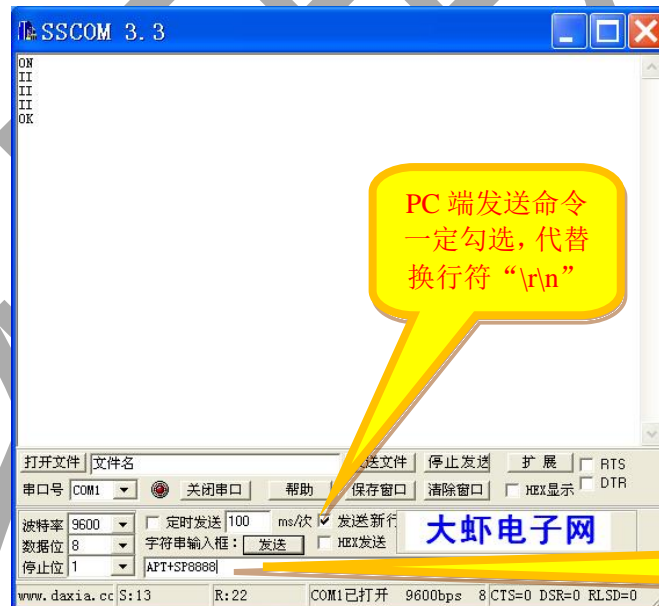 SSCOM 3.3
ON
II
II
II
OK
PC 端发送命令
一定勾选，代替
换行符“\r\n”
打开文件 文件名 送文件 停止发送 扩 展 RTS
串口号 COM1 关闭串口 帮助 保存窗口 清除窗口 HEX显示 DTR
波特率 9600 定时发送 100 ms/次 发送新行
大虾电子网
数据位 8 字符串输入框： 发送 HEX发送
停止位 1 APT+SP8888
www.daxia.cc S:13 R:22 COM1已打开 9600bps 8 CTS=0 DSR=0 RLSD=0